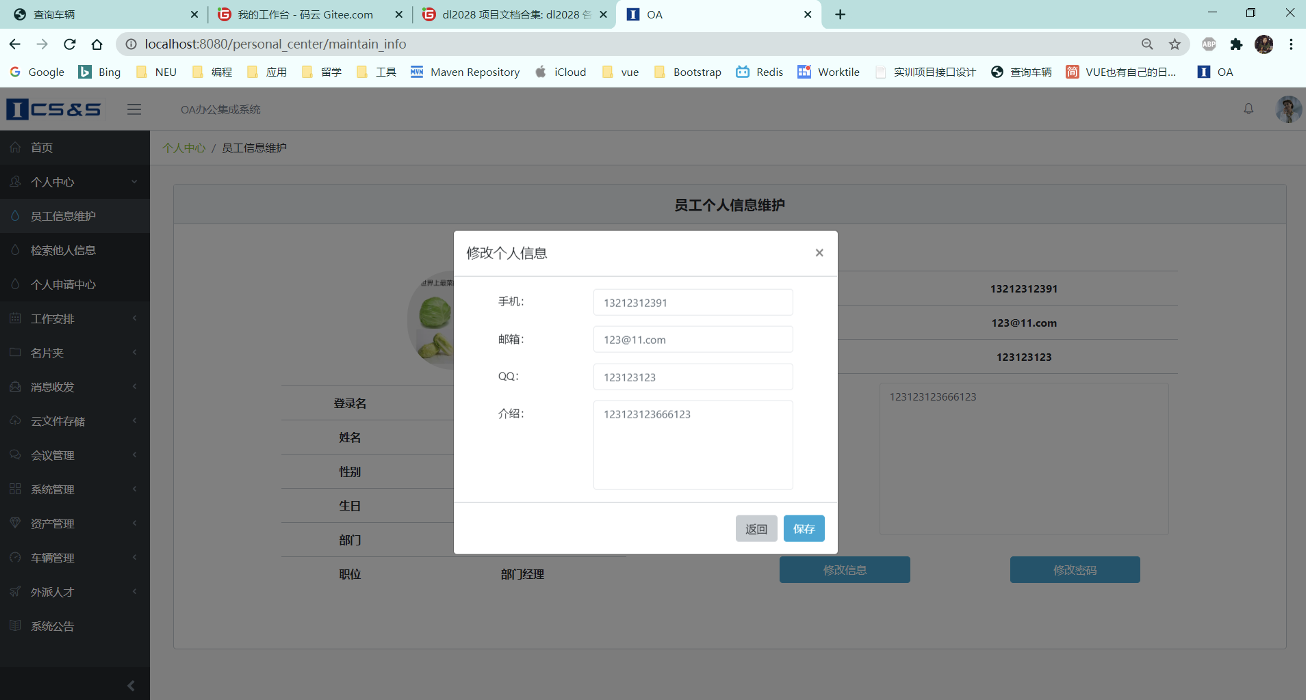 查询车辆
我的工作台 - 码云 Gitee.com
dl2028 项目文档合集: dl2028 各
OA
localhost:8080/personal_center/maintain_info
ABP
Google
Bing
NEU
编程
应用
留学
工具
Maven Repository
iCloud
vue
Bootstrap
Redis
Worktile
实训项目接口设计
查询车辆
VUE也有自己的日...
OA
ICS&S
OA办公集成系统
首页
个人中心
员工信息维护
检索他人信息
个人申请中心
工作安排
名片夹
消息收发
云文件存储
会议管理
系统管理
资产管理
车辆管理
外派人才
系统公告
个人中心 / 员工信息维护
员工个人信息维护
登录名
姓名
性别
生日
部门
职位 部门经理
13212312391
123@11.com
123123123
123123123666123
修改信息
修改密码
修改个人信息
手机: 13212312391
邮箱: 123@11.com
QQ: 123123123
介绍: 123123123666123
返回
保存